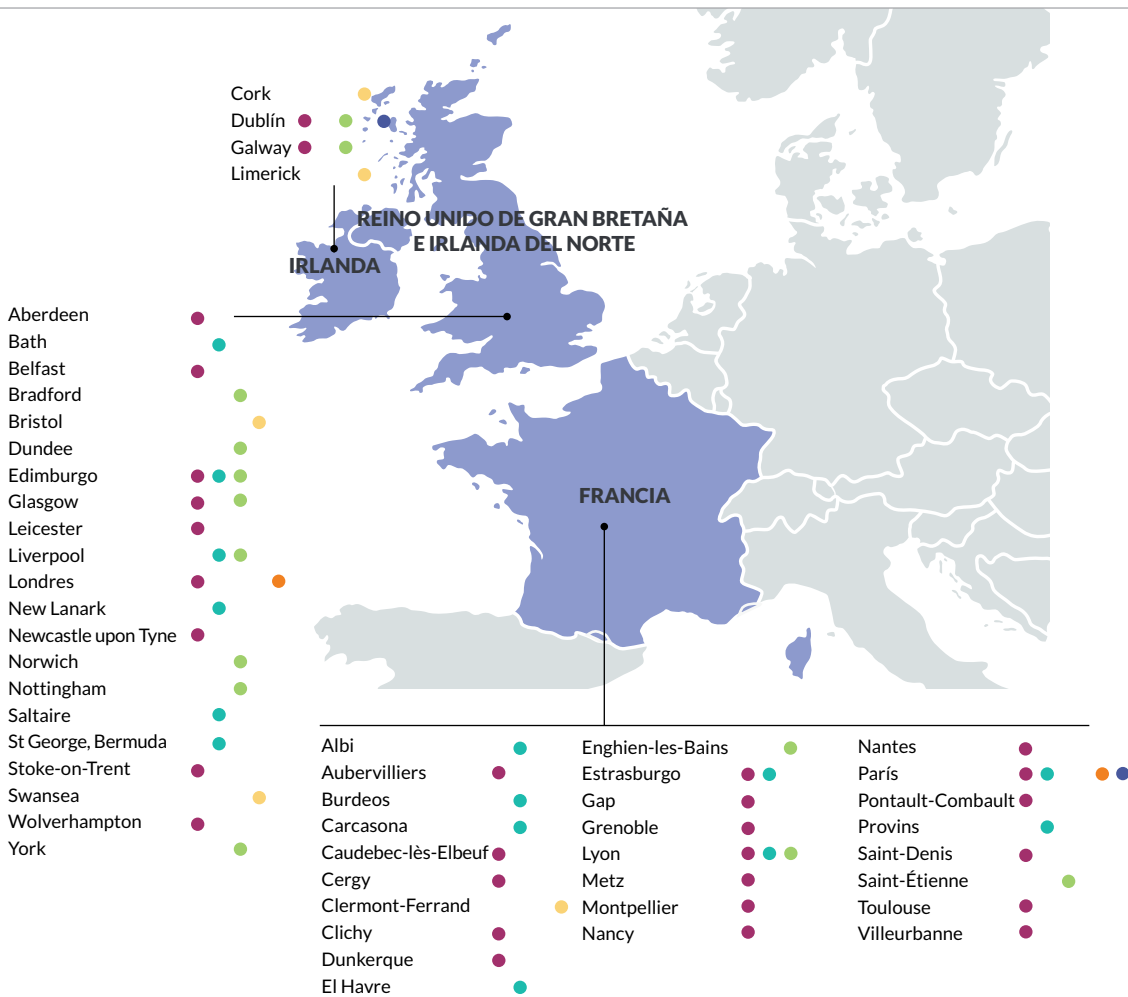 Cork
Dublín
Galway
Limerick
REINO UNIDO DE GRAN BRETAÑA
E IRLANDA DEL NORTE
IRLANDA
Aberdeen
Bath
Belfast
Bradford
Bristol
Dundee
Edimburgo
Glasgow
Leicester
Liverpool
Londres
New Lanark
Newcastle upon Tyne
Norwich
Nottingham
Saltaire
St George, Bermuda
Stoke-on-Trent
Swansea
Wolverhampton
York
FRANCIA
Albi
Aubervilliers
Burdeos
Carcasona
Caudebec-lès-Elbeuf
Cergy
Clermont-Ferrand
Clichy
Dunkerque
El Havre
Enghien-les-Bains
Estrasburgo
Gap
Grenoble
Lyon
Metz
Montpellier
Nancy
Nantes
París
Pontault-Combault
Provins
Saint-Denis
Saint-Étienne
Toulouse
Villeurbanne